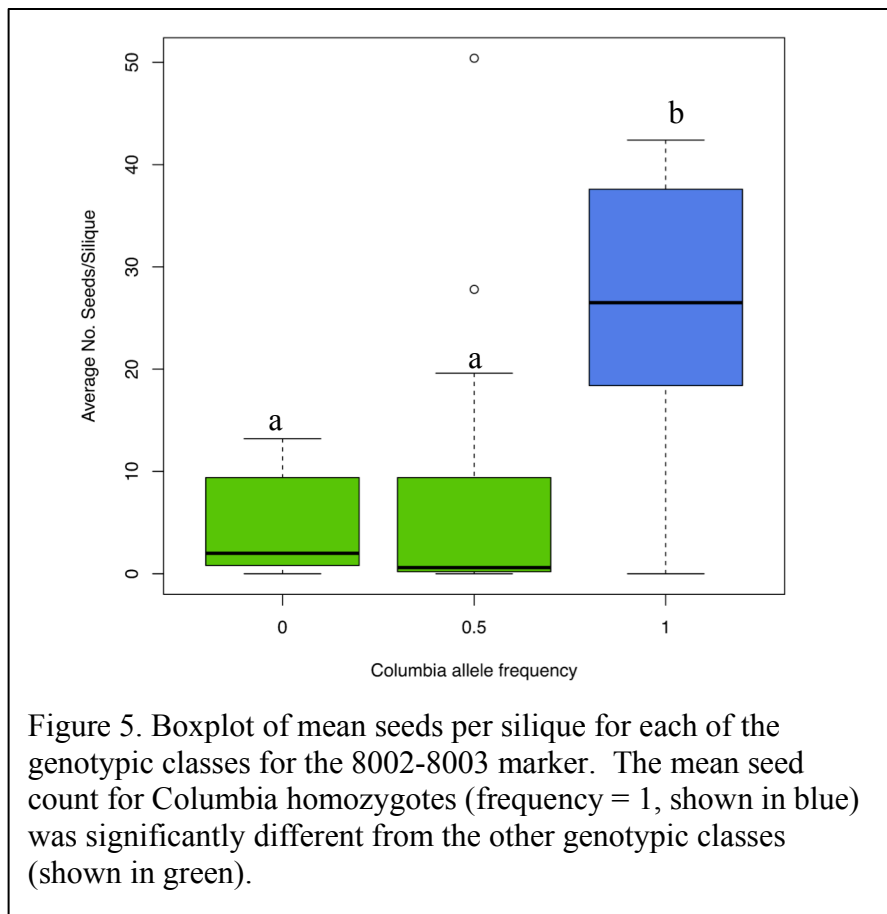 50
40
30
20
10
0
Average No. Seeds/Silique
a
a
b
0 0.5 1
Columbia allele frequency
Figure 5. Boxplot of mean seeds per silique for each of the
genotypic classes for the 8002-8003 marker. The mean seed
count for Columbia homozygotes (frequency = 1, shown in blue)
was significantly different from the other genotypic classes
(shown in green).